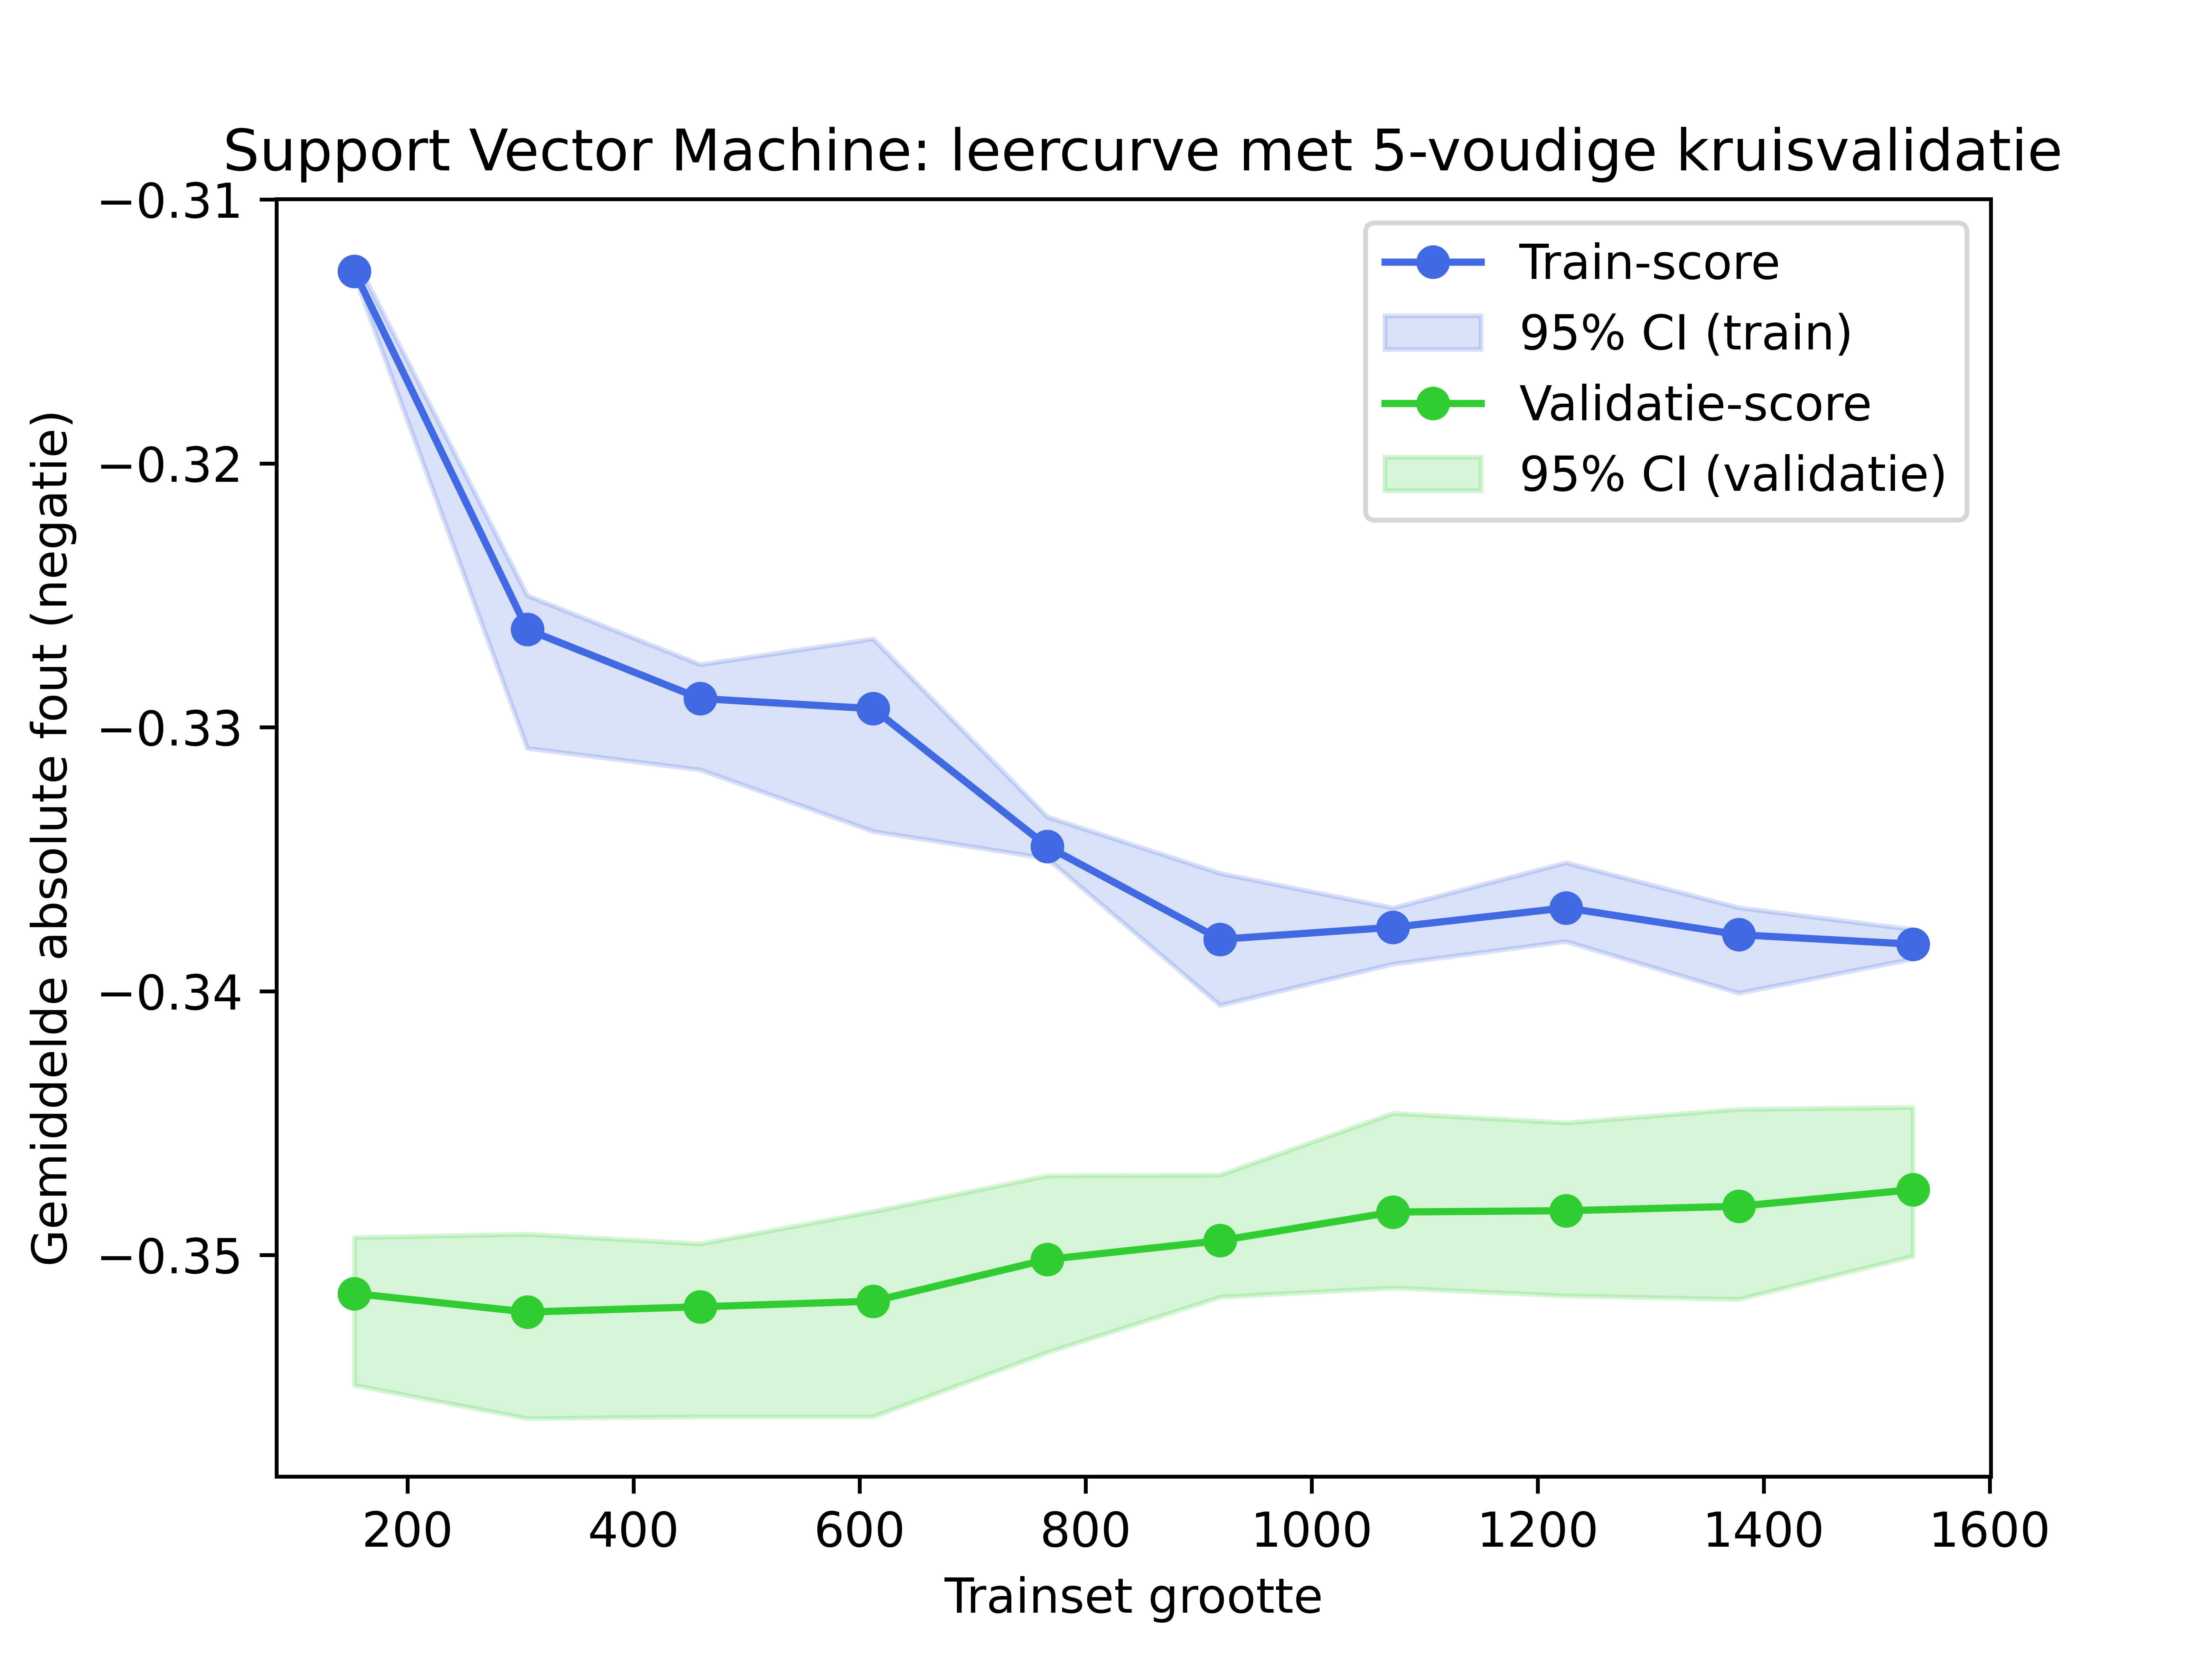 Support Vector Machine: leercurve met 5-voudige kruisvalidatie
Gemiddelde absolute fout (negatie)
−0.31
−0.32
−0.33
−0.34
−0.35
Train-score
95% CI (train)
Validatie-score
95% CI (validatie)
200 400 600 800 1000 1200 1400 1600
Trainset grootte